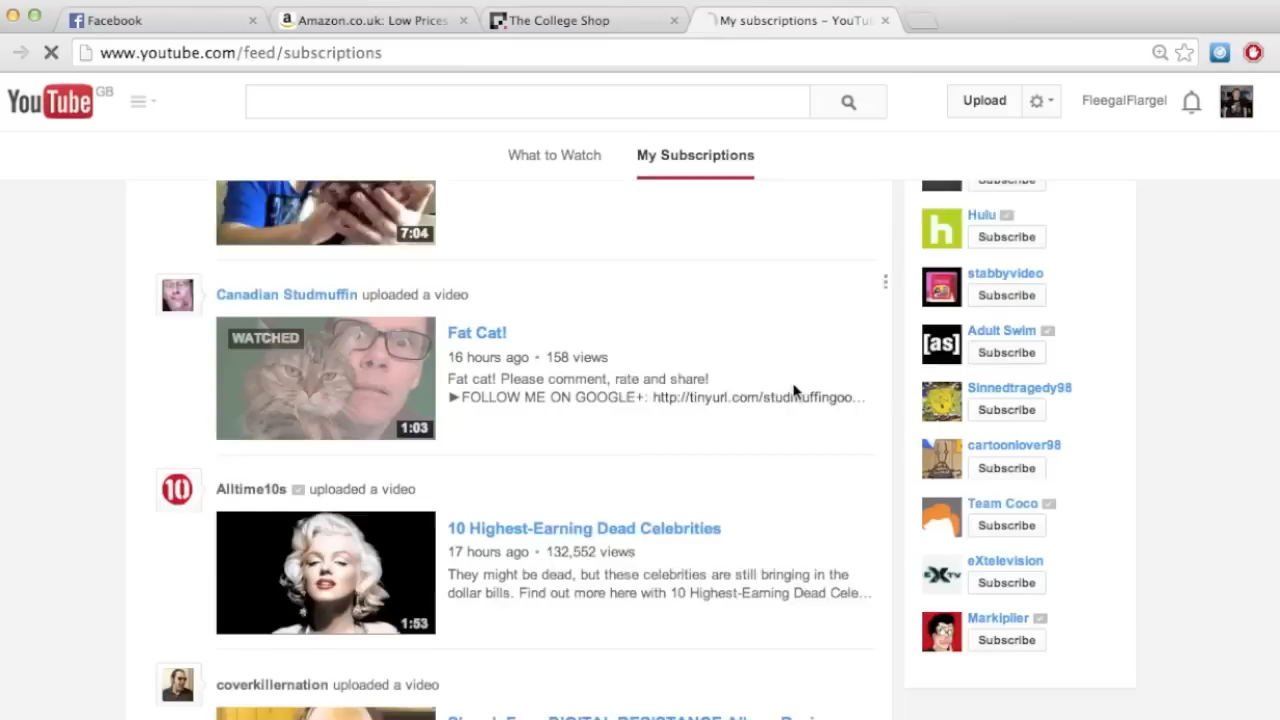 Facebook
Amazon.co.uk: Low Prices
The College Shop
My subscriptions – YouTu
www.youtube.com/feed/subscriptions
YouTube GB
Upload
FleegalFlargel
What to Watch
My Subscriptions
7:04
Canadian Studmuffin uploaded a video
WATCHED
1:03
Fat Cat!
16 hours ago • 158 views
Fat cat! Please comment, rate and share!
►FOLLOW ME ON GOOGLE+: http://tinyurl.com/studmuffingoo...
10
Alltime10s uploaded a video
1:53
10 Highest-Earning Dead Celebrities
17 hours ago • 132,552 views
They might be dead, but these celebrities are still bringing in the
dollar bills. Find out more here with 10 Highest-Earning Dead Cele...
coverkillernation uploaded a video
Subscribe
h
Hulu
Subscribe
stabbyvideo
Subscribe
[as]
Adult Swim
Subscribe
Sinnedtragedy98
Subscribe
cartoonlover98
Subscribe
Team Coco
Subscribe
eXtelevision
Subscribe
Markiplier
Subscribe